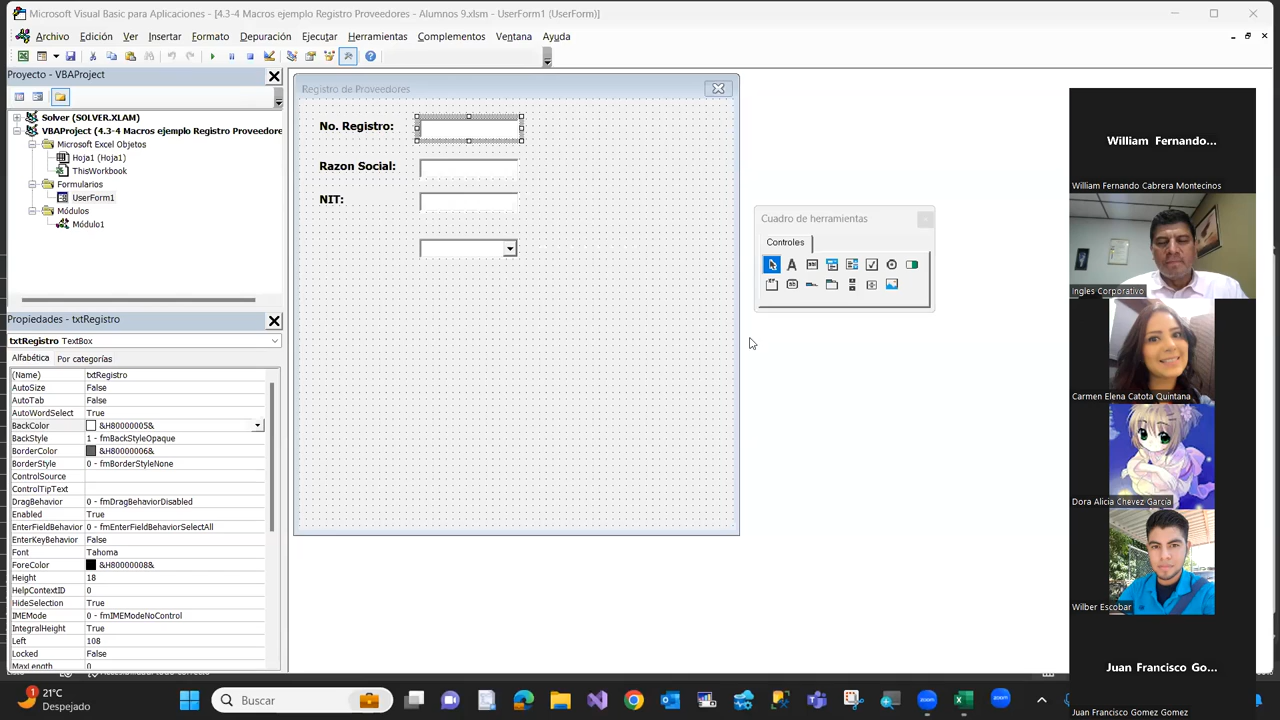 Microsoft Visual Basic para Aplicaciones - [4.3-4 Macros ejemplo Registro Proveedores - Alumnos 9.xlsm - UserForm1 (UserForm)]
Archivo Edición Ver Insertar Formato Depuración Ejecutar Herramientas Complementos Ventana Ayuda
Proyecto - VBAProject
Solver (SOLVER.XLAM)
VBAProject (4.3-4 Macros ejemplo Registro Proveedore
Microsoft Excel Objetos
Hoja1 (Hoja1)
ThisWorkbook
Formularios
UserForm1
Módulos
Módulo1
Propiedades - txtRegistro
txtRegistro TextBox
Alfabética Por categorías
(Name) txtRegistro
AutoSize False
AutoTab False
AutoWordSelect True
BackColor &H80000005&
BackStyle 1 - fmBackStyleOpaque
BorderColor &H80000006&
BorderStyle 0 - fmBorderStyleNone
ControlSource
ControlTipText
DragBehavior 0 - fmDragBehaviorDisabled
Enabled True
EnterFieldBehavior 0 - fmEnterFieldBehaviorSelectAll
EnterKeyBehavior False
Font Tahoma
ForeColor &H80000008&
Height 18
HelpContextID 0
HideSelection True
IMEMode 0 - fmIMEModeNoControl
IntegralHeight True
Left 108
Locked False
MaxLength 0
Registro de Proveedores
No. Registro:
Razon Social:
NIT:
Cuadro de herramientas
Controles
William Fernando...
William Fernando Cabrera Montecinos
Ingles Corporativo
Carmen Elena Catota Quintana
Dora Alicia Chevez Garcia
Wilber Escobar
Juan Francisco Go...
Juan Francisco Gomez Gomez
21°C
Despejado
Buscar